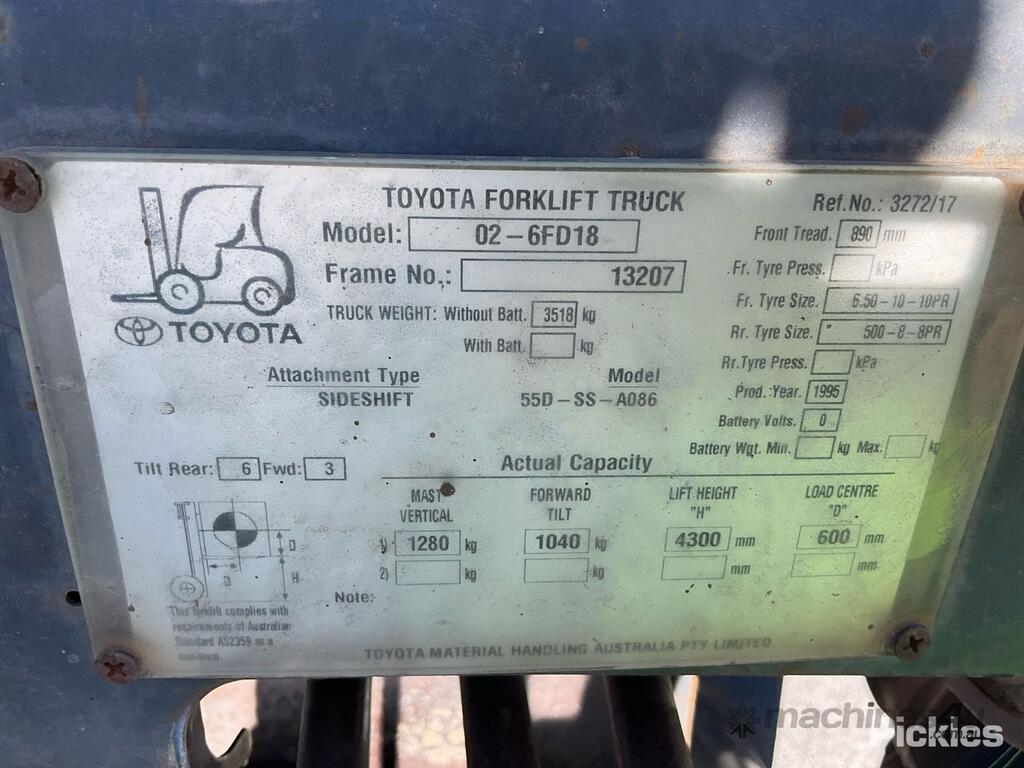 TOYOTA FORKLIFT TRUCK
Ref.No.: 3272/17
Model: 02-6FD18
Front Tread. 890 mm
Frame No.: 13207
Fr. Tyre Press. kPa
TRUCK WEIGHT: Without Batt. 3518 kg
Fr. Tyre Size. 6.50-10-10PR
TOYOTA
With Batt. kg
Rr. Tyre Size. 500-8-8PR
Rr.Tyre Press. kPa
Attachment Type Model
SIDESHIFT 55D-SS-A086
Prod. Year. 1995
Battery Volts. 0
Battery Wgt. Min. kg Max. kg
Tilt Rear: 6 Fwd: 3
Actual Capacity
MAST VERTICAL FORWARD TILT LIFT HEIGHT "H" LOAD CENTRE "D"
1) 1280 kg 1040 kg 4300 mm 600 mm
2) kg kg mm mm
D
D
H
Note:
This forklift complies with
requirements of Australian
Standard AS2359 as a
minimum.
TOYOTA MATERIAL HANDLING AUSTRALIA PTY LIMITED
Pickles